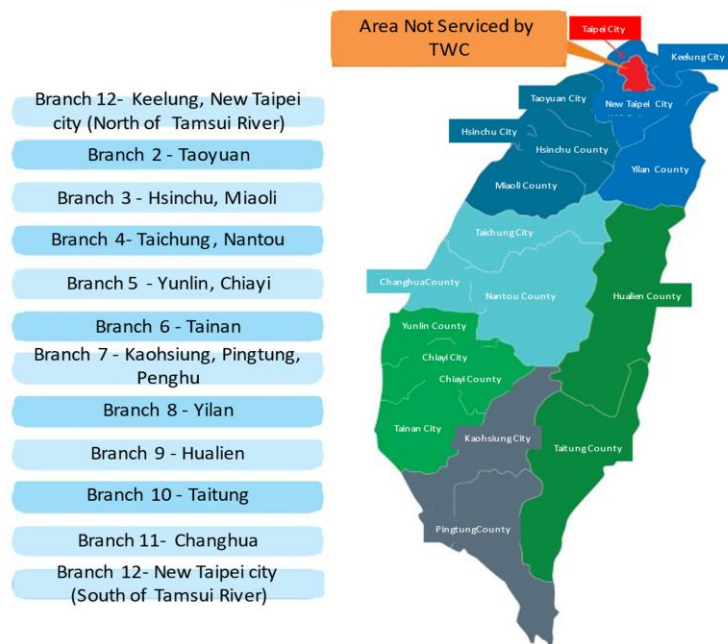 Area Not Serviced by
TWC
Taipei City
Keelung City
Taoyuan City
New Taipei City
Hsinchu City
Hsinchu County
Yilan County
Miaoli County
Taichung City
Changhua County
Nantou County
Hualien County
Yunlin County
Chiayi City
Chiayi County
Tainan City
Kaohsiung City
Taitung County
Pingtung County
Branch 12- Keelung, New Taipei
city (North of Tamsui River)
Branch 2 - Taoyuan
Branch 3 - Hsinchu, Miaoli
Branch 4- Taichung, Nantou
Branch 5 - Yunlin, Chiayi
Branch 6 - Tainan
Branch 7 - Kaohsiung, Pingtung,
Penghu
Branch 8 - Yilan
Branch 9 - Hualien
Branch 10 - Taitung
Branch 11- Changhua
Branch 12- New Taipei city
(South of Tamsui River)